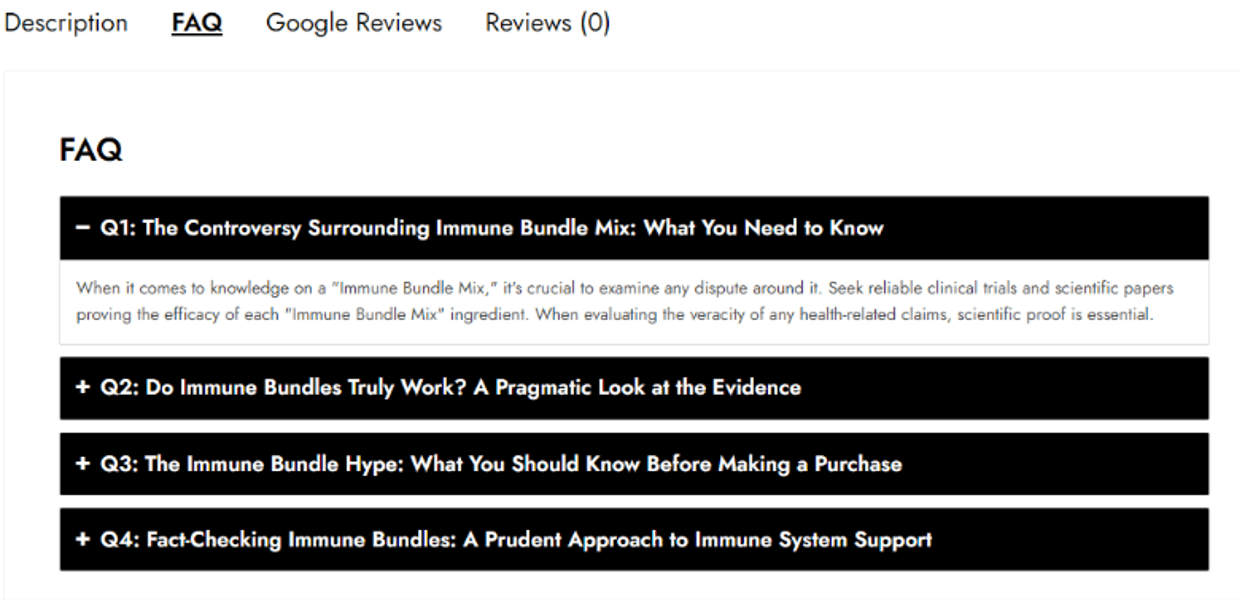 Description FAQ Google Reviews Reviews (0)
FAQ
− Q1: The Controversy Surrounding Immune Bundle Mix: What You Need to Know
When it comes to knowledge on a "Immune Bundle Mix," it's crucial to examine any dispute around it. Seek reliable clinical trials and scientific papers
proving the efficacy of each "Immune Bundle Mix" ingredient. When evaluating the veracity of any health-related claims, scientific proof is essential.
+ Q2: Do Immune Bundles Truly Work? A Pragmatic Look at the Evidence
+ Q3: The Immune Bundle Hype: What You Should Know Before Making a Purchase
+ Q4: Fact-Checking Immune Bundles: A Prudent Approach to Immune System Support